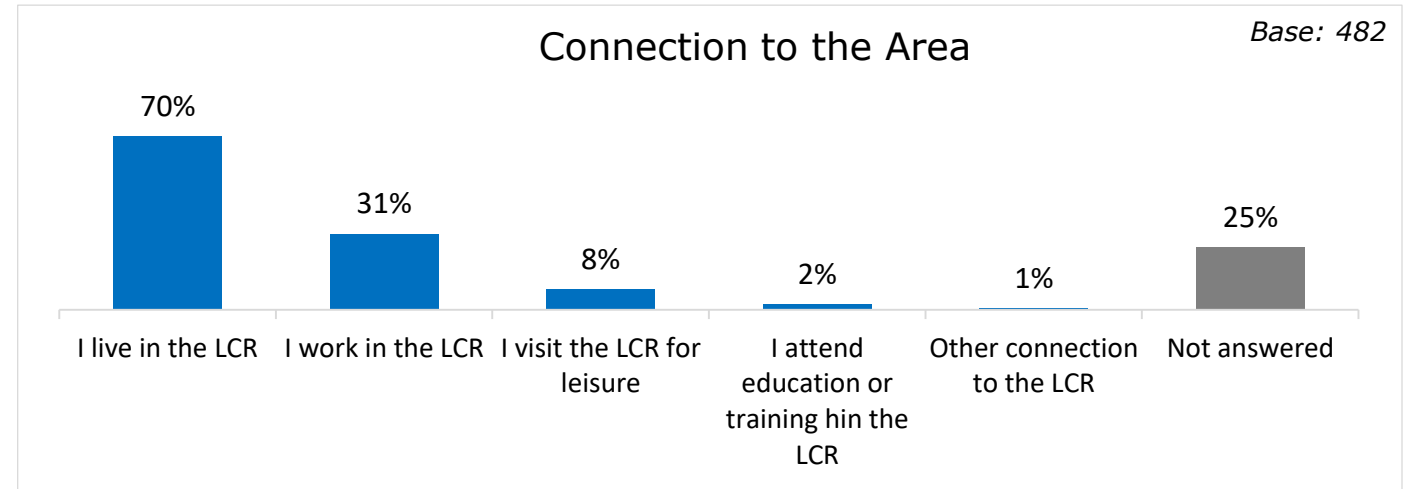 Connection to the Area
Base: 482
70%
31%
8%
2%
1%
25%
I live in the LCR
I work in the LCR
I visit the LCR for
leisure
I attend
education or
training hin the
LCR
Other connection
to the LCR
Not answered